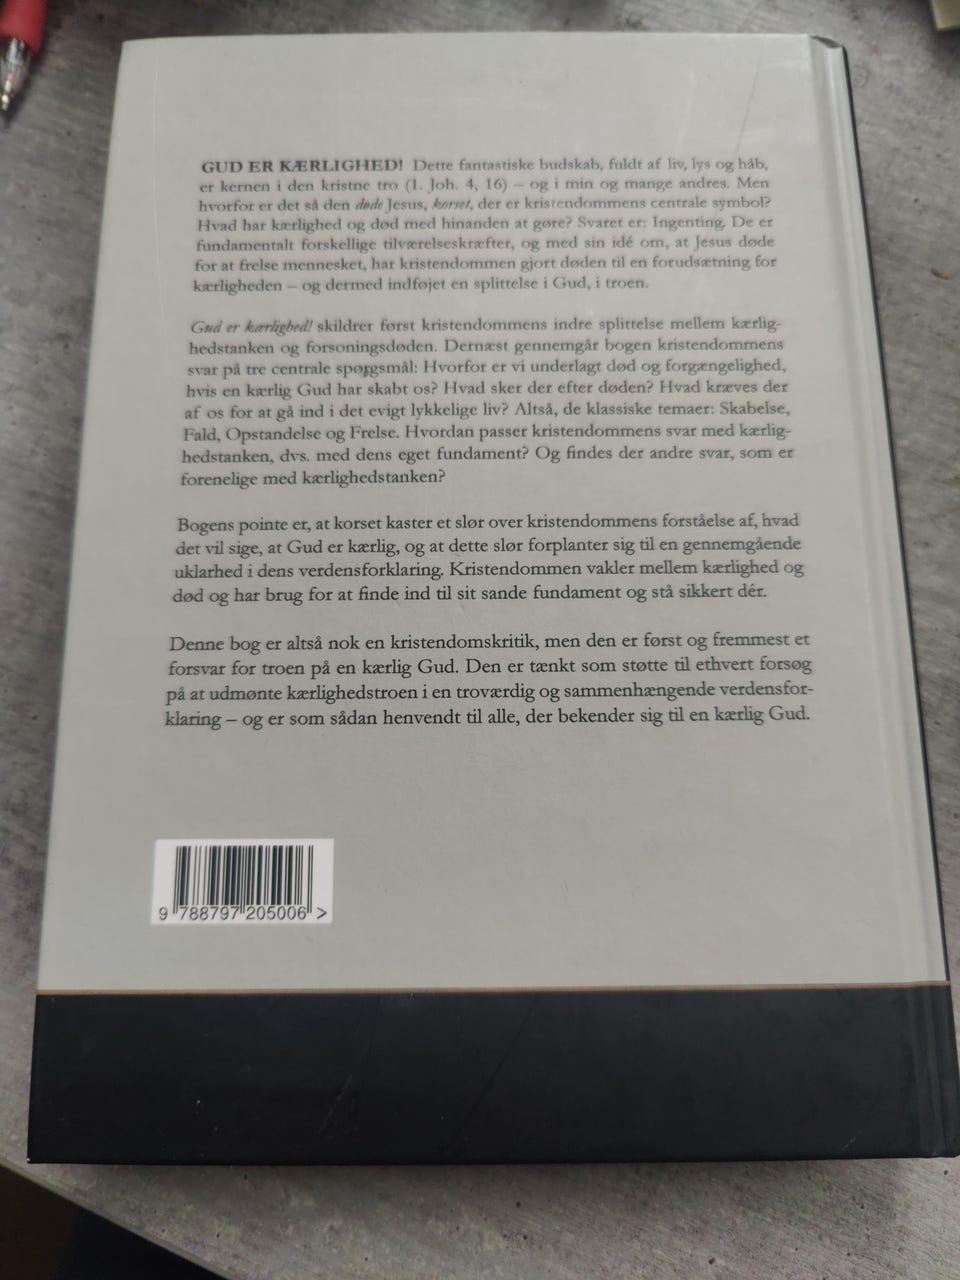 GUD ER KÆRLIGHED! Dette fantastiske budskab, fuldt af liv, lys og håb,
er kernen i den kristne tro (1. Joh. 4, 16) – og i min og mange andres. Men
hvorfor er det så den døde Jesus, korset, der er kristendommens centrale symbol?
Hvad har kærlighed og død med hinanden at gøre? Svaret er: Ingenting. De er
fundamentalt forskellige tilværelseskræfter, og med sin idé om, at Jesus døde
for at frelse mennesket, har kristendommen gjort døden til en forudsætning for
kærligheden – og dermed indføjet en splittelse i Gud, i troen.
Gud er kærlighed! skildrer først kristendommens indre splittelse mellem kærlig-
hedstanken og forsoningsdøden. Dernæst gennemgår bogen kristendommens
svar på tre centrale spørgsmål: Hvorfor er vi underlagt død og forgængelighed,
hvis en kærlig Gud har skabt os? Hvad sker der efter døden? Hvad kræves der
af os for at gå ind i det evigt lykkelige liv? Altså, de klassiske temaer: Skabelse,
Fald, Opstandelse og Frelse. Hvordan passer kristendommens svar med kærlig-
hedstanken, dvs. med dens eget fundament? Og findes der andre svar, som er
forenelige med kærlighedstanken?
Bogens pointe er, at korset kaster et slør over kristendommens forståelse af, hvad
det vil sige, at Gud er kærlig, og at dette slør forplanter sig til en gennemgående
uklarhed i dens verdensforklaring. Kristendommen vakler mellem kærlighed og
død og har brug for at finde ind til sit sande fundament og stå sikkert dér.
Denne bog er altså nok en kristendomskritik, men den er først og fremmest et
forsvar for troen på en kærlig Gud. Den er tænkt som støtte til ethvert forsøg
på at udmønte kærlighedstroen i en troværdig og sammenhængende verdensfor-
klaring – og er som sådan henvendt til alle, der bekender sig til en kærlig Gud.
9 788797 205006 >